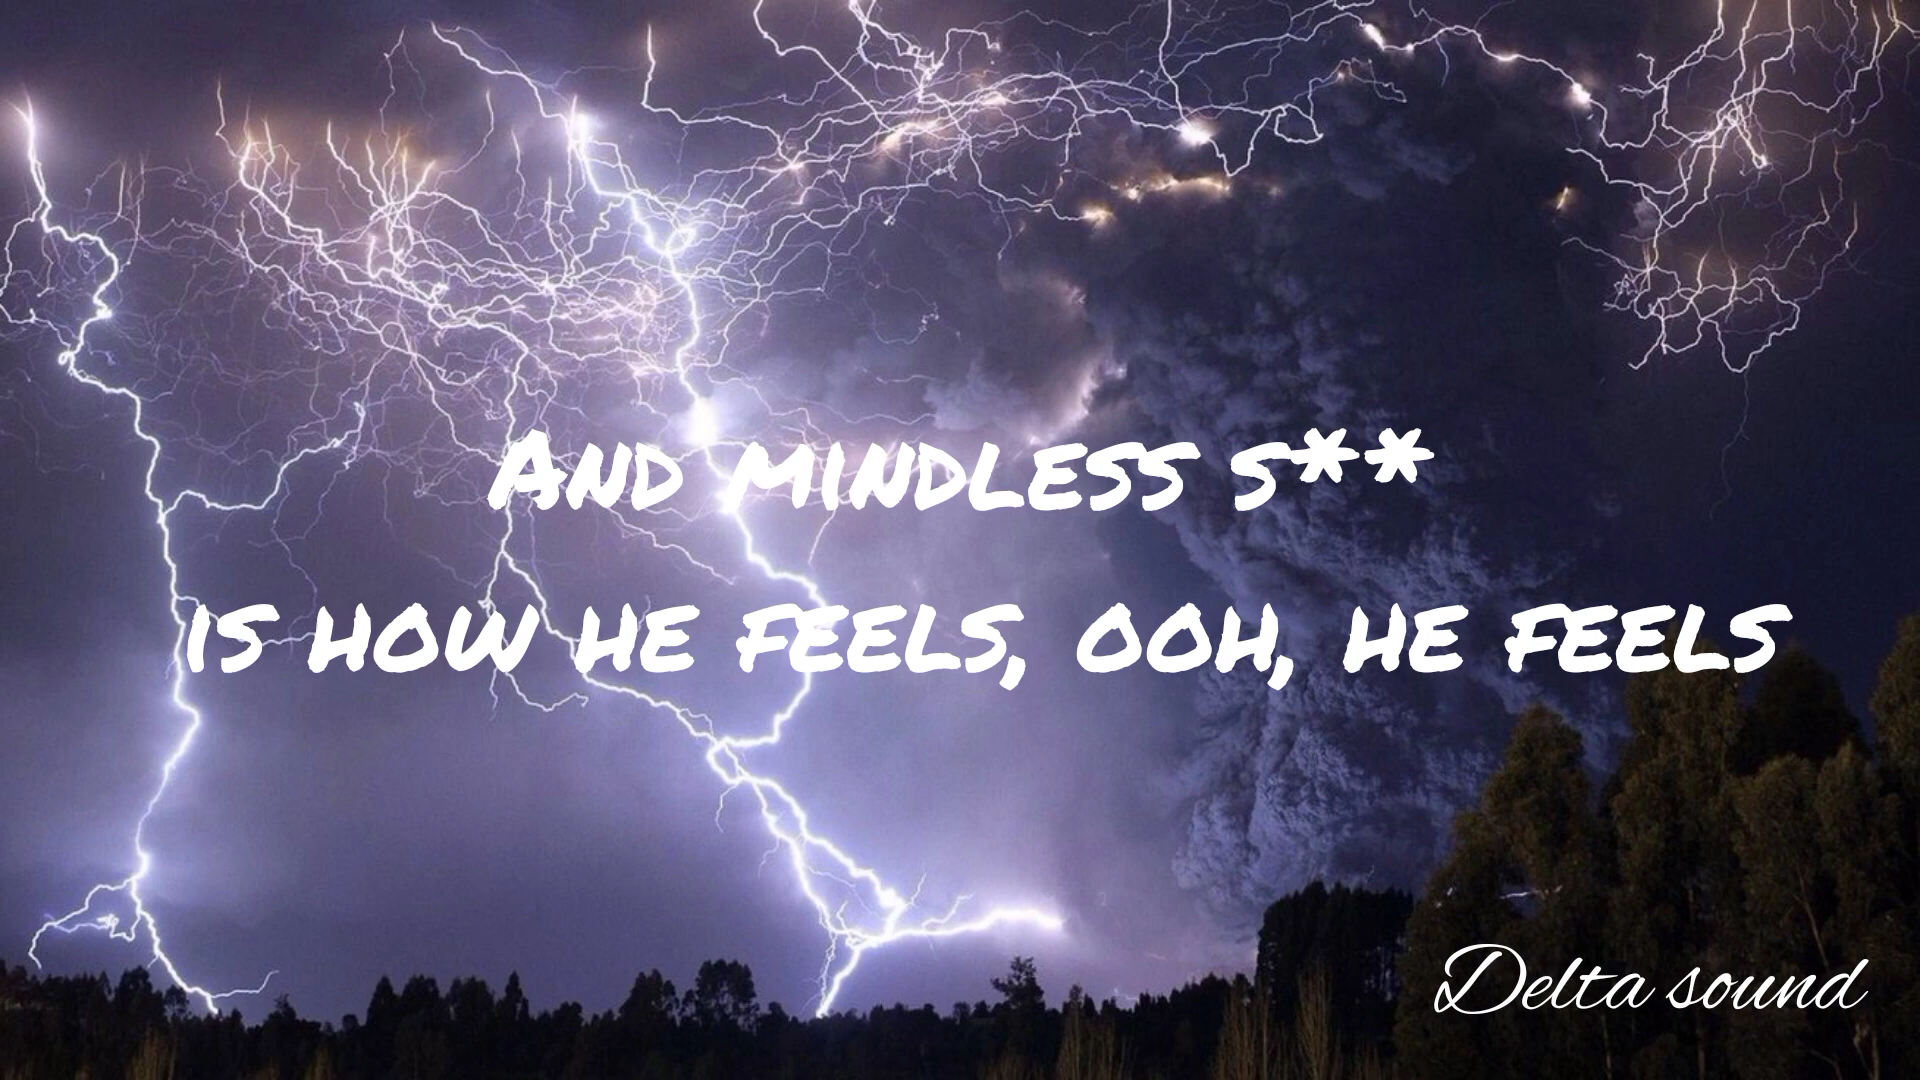 And mindless s**
is how he feels, ooh, he feels
Delta sound